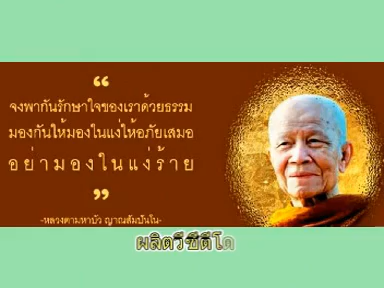 “
จงพากันรักษาใจของเราด้วยธรรม
มองกันให้มองในแง่ให้อภัยเสมอ
อย่ามองในแง่ร้าย
”
-หลวงตามหาบัว ญาณสัมปันโน-
ผลิตวีซีดีโด